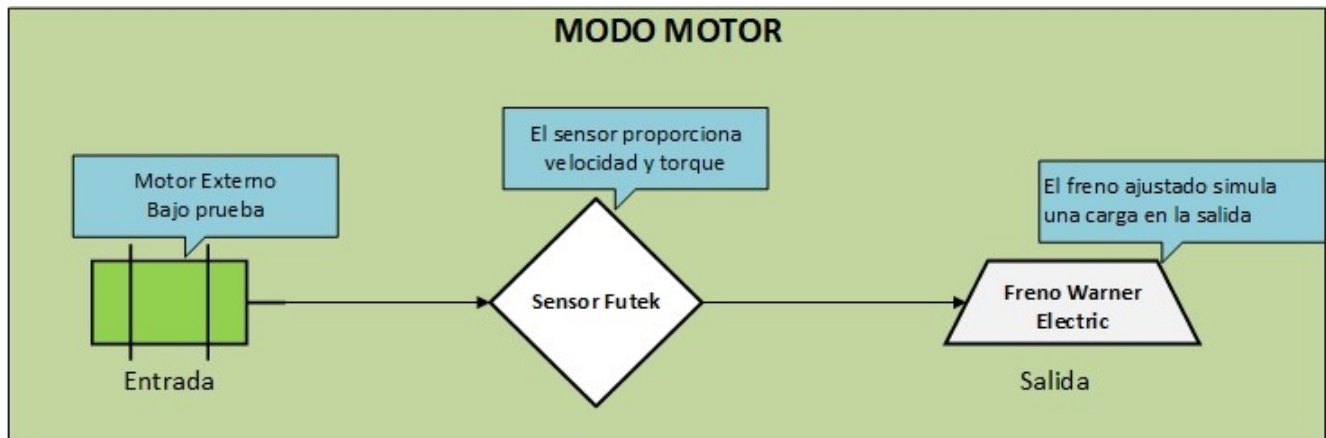 MODO MOTOR
El sensor proporciona
velocidad y torque
Motor Externo
Bajo prueba
El freno ajustado simula
una carga en la salida
Sensor Futek
Freno Warner
Electric
Entrada
Salida